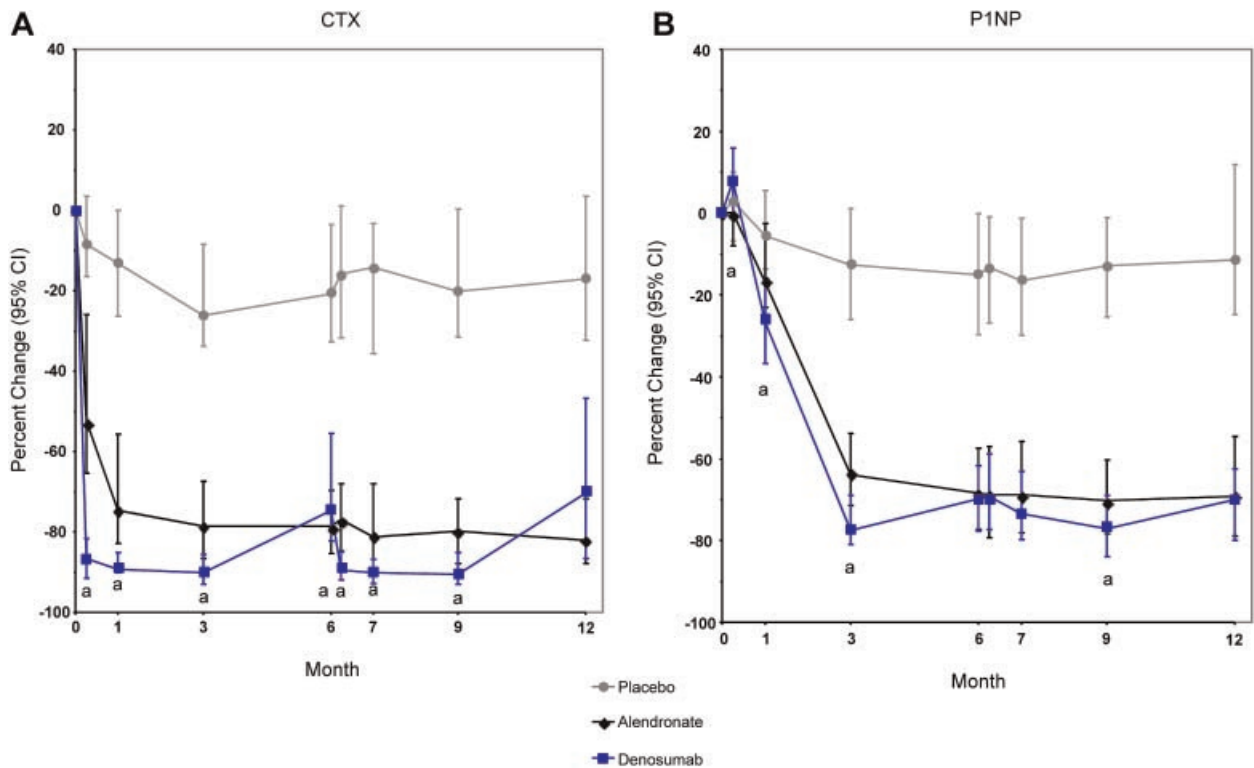 A
CTX
Percent Change (95% CI)
40
20
0
-20
-40
-60
-80
-100
a
a
a
a
a
a
a
0
1
3
6
7
9
12
Month
B
P1NP
Percent Change (95% CI)
40
20
0
-20
-40
-60
-80
-100
a
a
a
a
0
1
3
6
7
9
12
Month
Placebo
Alendronate
Denosumab